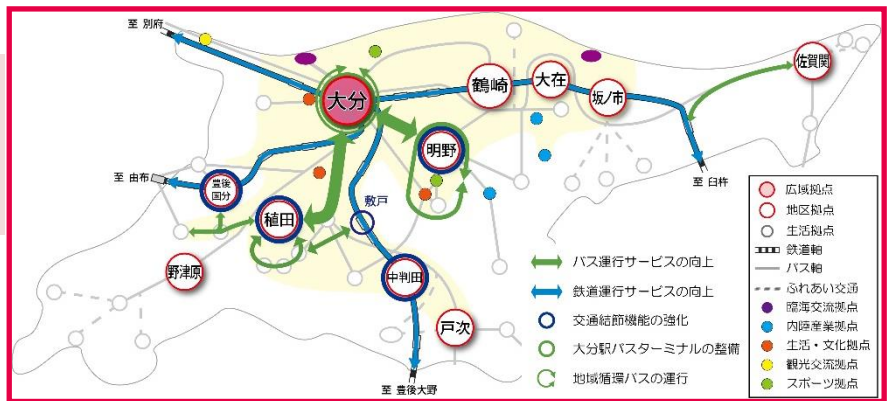 至 別府
大分
鶴崎
大在
坂ノ市
佐賀関
明野
至 臼杵
至 由布
豊後
国分
敷戸
稙田
野津原
中判田
戸次
至 豊後大野
バス運行サービスの向上
鉄道運行サービスの向上
交通結節機能の強化
大分駅バスターミナルの整備
地域循環バスの運行
広域拠点
地区拠点
生活拠点
鉄道軸
バス軸
ふれあい交通
臨海交流拠点
内陸産業拠点
生活・文化拠点
観光交流拠点
スポーツ拠点